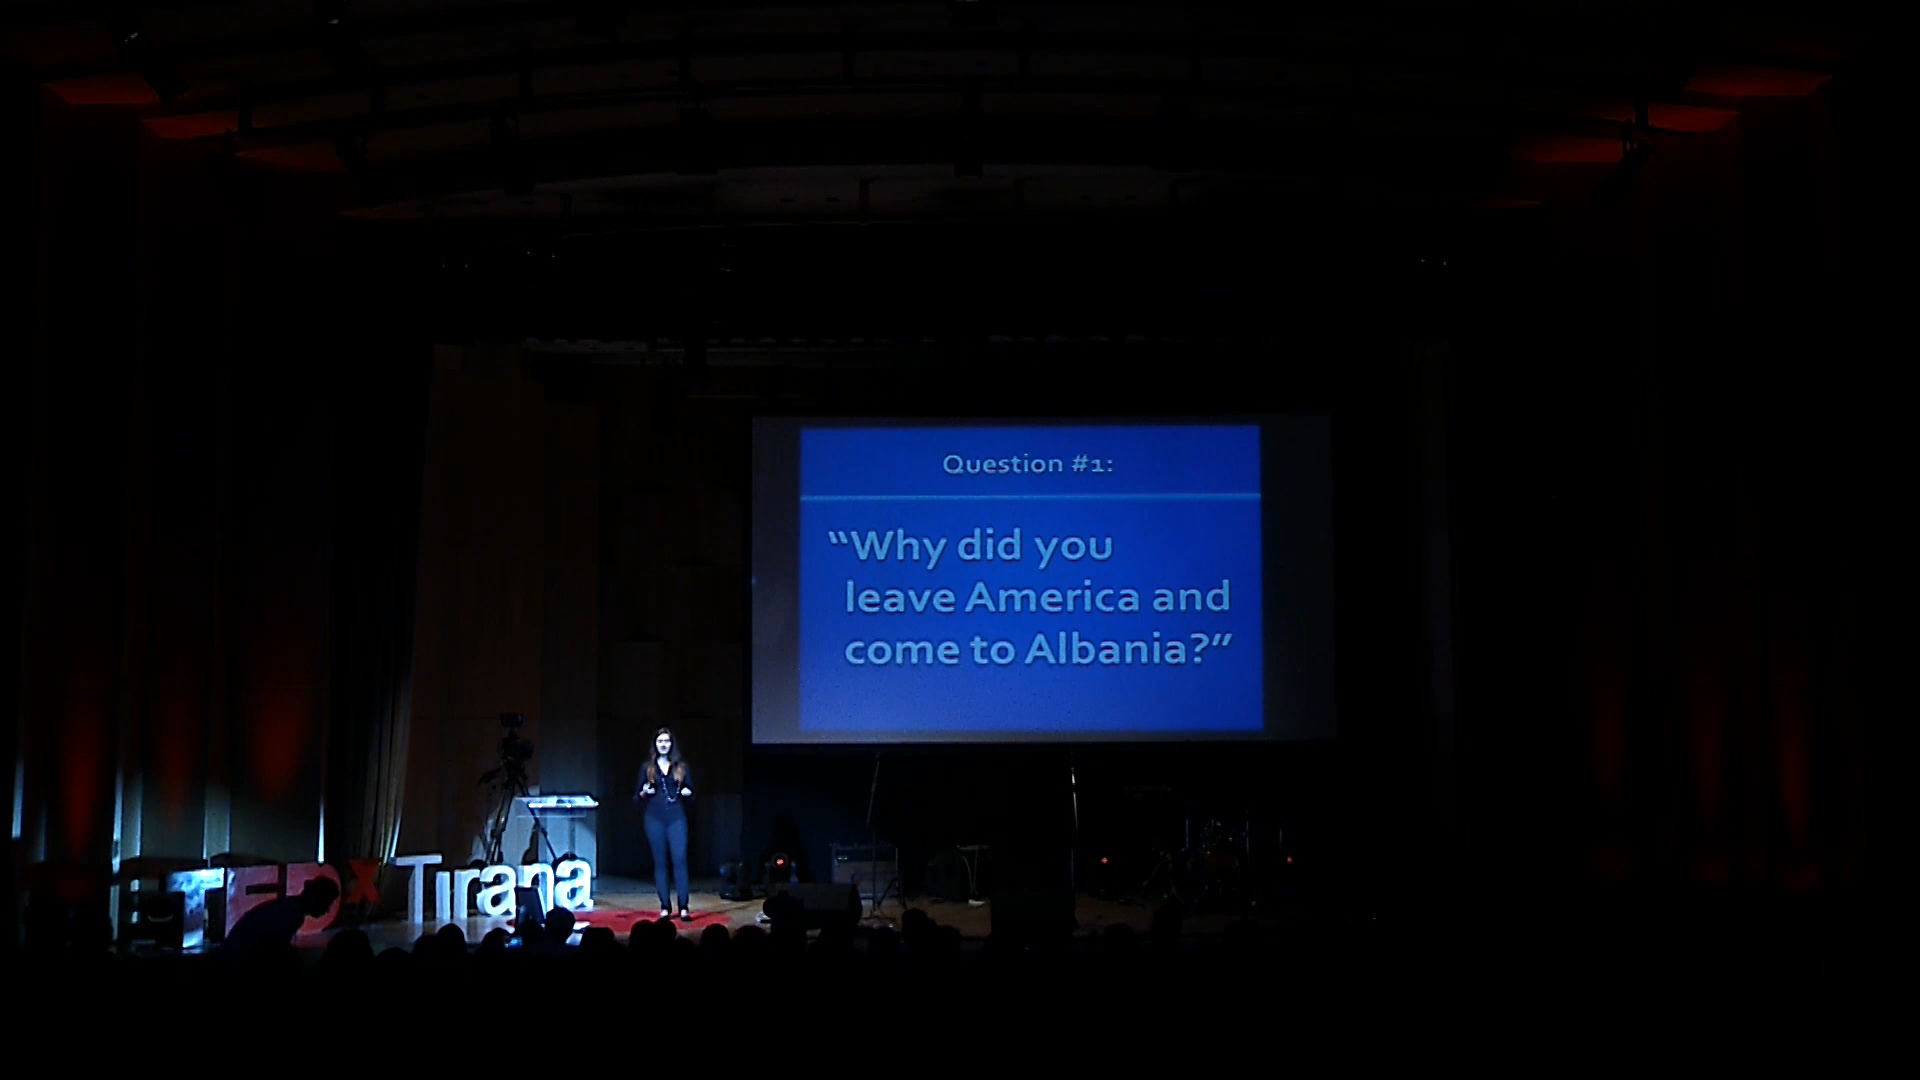 Question #1:
“Why did you
leave America and
come to Albania?”
TEDx Tirana